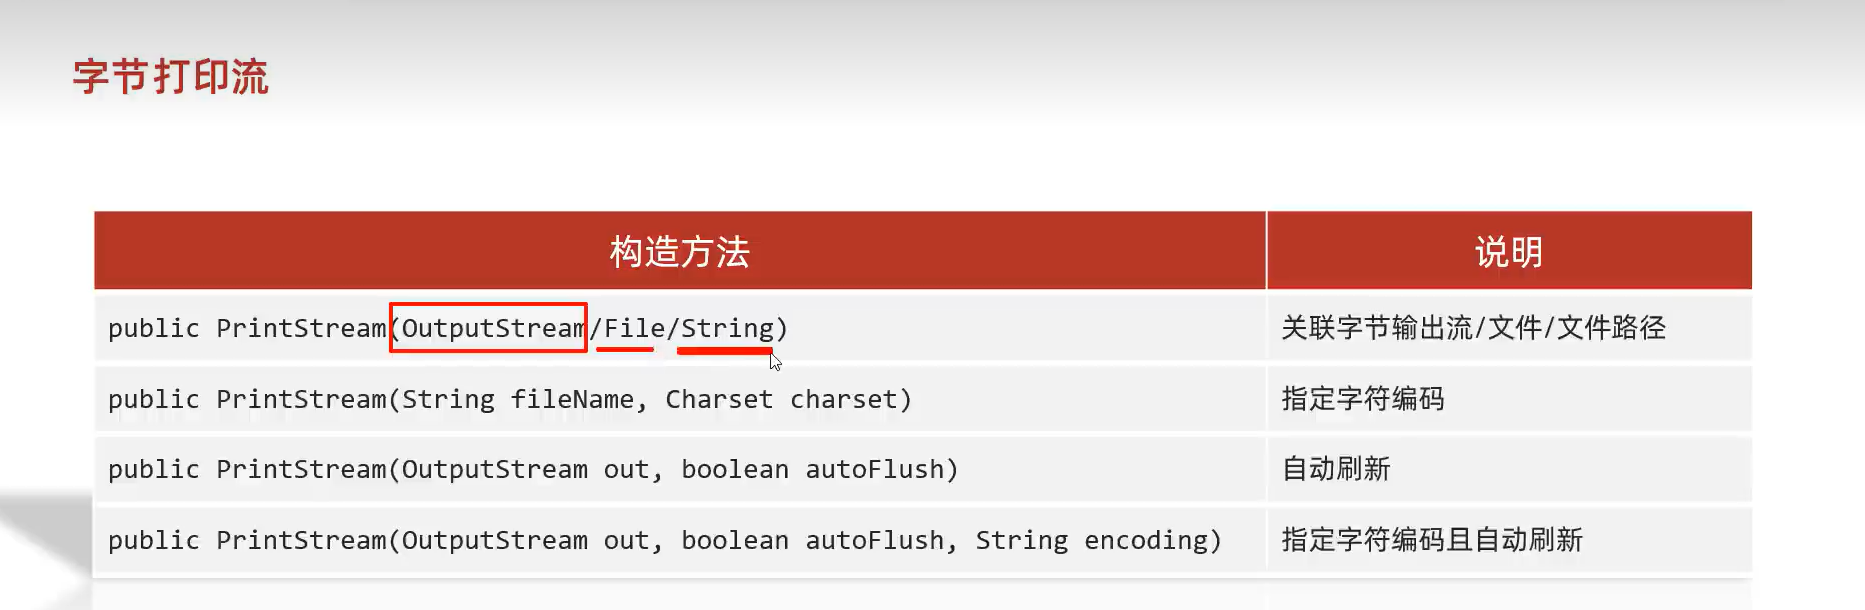 字节打印流
构造方法 说明
public PrintStream(OutputStream/File/String) 关联字节输出流/文件/文件路径
public PrintStream(String fileName, Charset charset) 指定字符编码
public PrintStream(OutputStream out, boolean autoFlush) 自动刷新
public PrintStream(OutputStream out, boolean autoFlush, String encoding) 指定字符编码且自动刷新